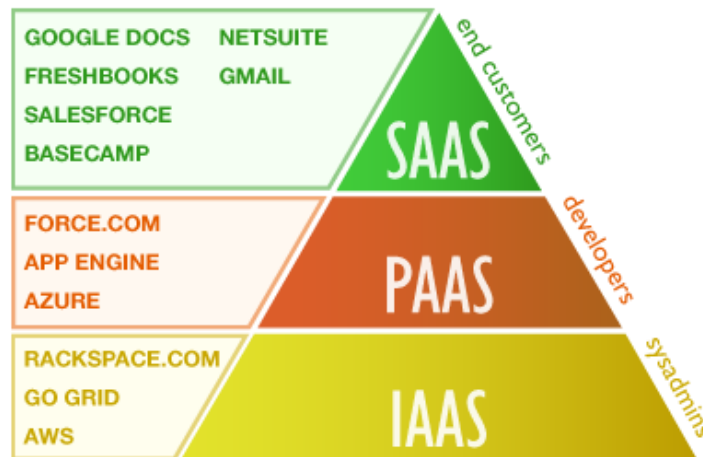 GOOGLE DOCS NETSUITE
FRESHBOOKS GMAIL
SALESFORCE
BASECAMP
SAAS
end customers
FORCE.COM
APP ENGINE
AZURE
PAAS
developers
RACKSPACE.COM
GO GRID
AWS
IAAS
sysadmins